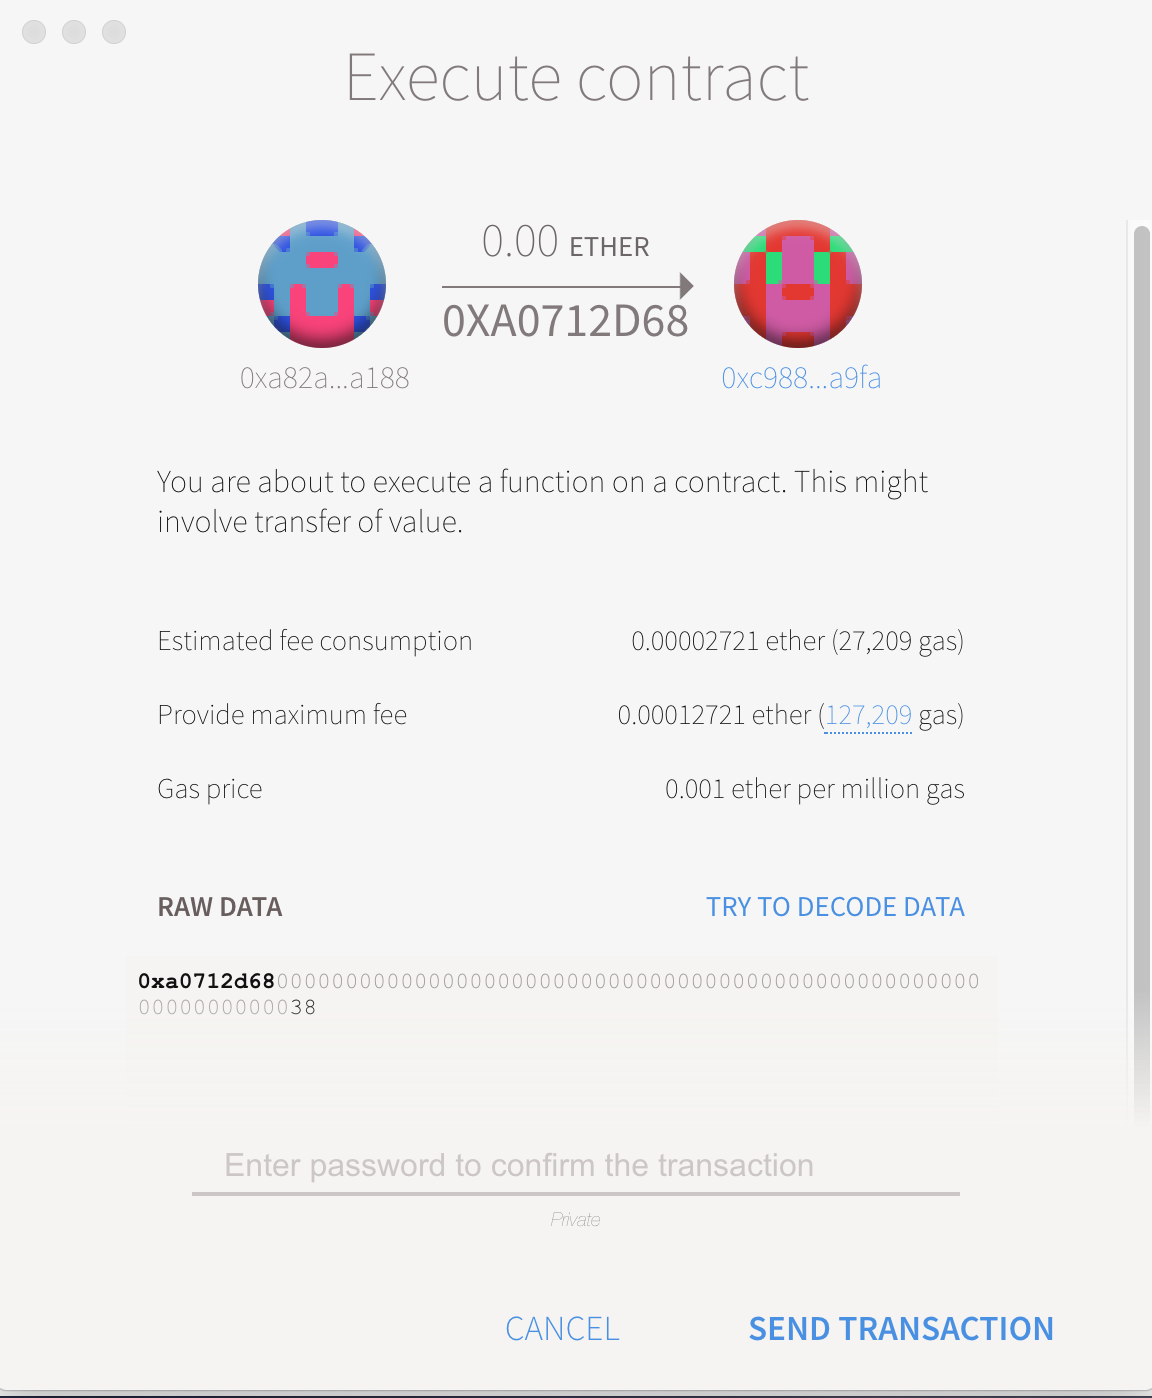 Execute contract
0.00 ETHER
0XA0712D68
0xa82a...a188
0xc988...a9fa
You are about to execute a function on a contract. This might
involve transfer of value.
Estimated fee consumption 0.00002721 ether (27,209 gas)
Provide maximum fee 0.00012721 ether (127,209 gas)
Gas price 0.001 ether per million gas
RAW DATA TRY TO DECODE DATA
0xa0712d68000000000000000000000000000000000000000000000000000
0000000000038
Enter password to confirm the transaction
Private
CANCEL SEND TRANSACTION